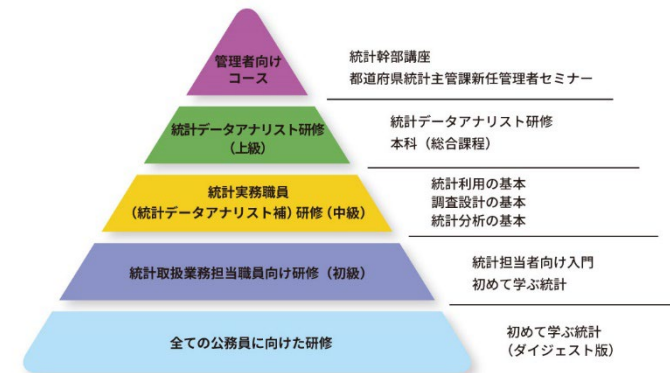 管理者向け
コース
統計幹部講座
都道府県統計主管課新任管理者セミナー
統計データアナリスト研修
（上級）
統計データアナリスト研修
本科（総合課程）
統計実務職員
（統計データアナリスト補）研修（中級）
統計利用の基本
調査設計の基本
統計分析の基本
統計取扱業務担当職員向け研修（初級）
統計担当者向け入門
初めて学ぶ統計
全ての公務員に向けた研修
初めて学ぶ統計
（ダイジェスト版）